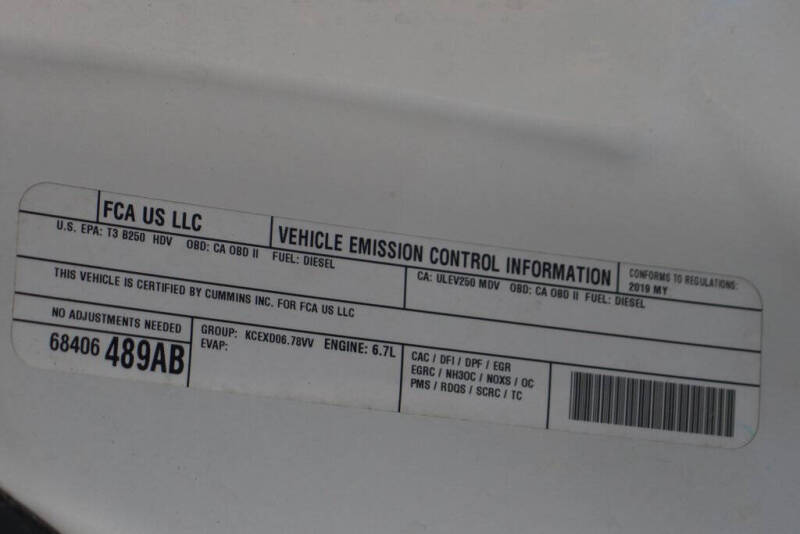 FCA US LLC
VEHICLE EMISSION CONTROL INFORMATION
CONFORMS TO REGULATIONS:
2019 MY
U.S. EPA: T3 B250 HDV OBD: CA OBD II FUEL: DIESEL
CA: ULEV250 MDV OBD: CA OBD II FUEL: DIESEL
THIS VEHICLE IS CERTIFIED BY CUMMINS INC. FOR FCA US LLC
NO ADJUSTMENTS NEEDED
68406 489AB
GROUP: KCEXD06.78VV ENGINE: 6.7L
EVAP:
CAC / DFI / DPF / EGR
EGRC / NH3OC / NOXS / OC
PMS / RDQS / SCRC / TC